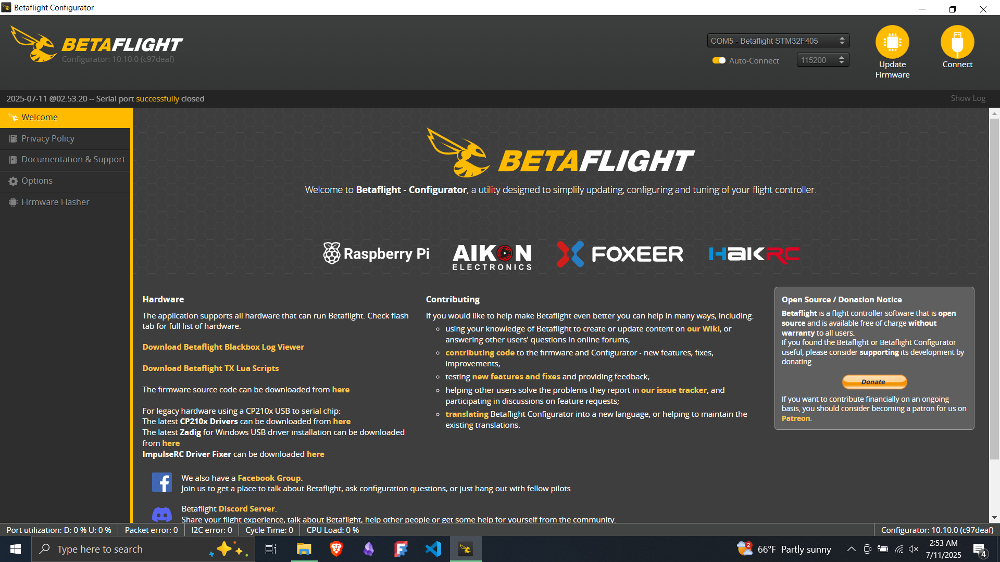 Betaflight Configurator
BETAFLIGHT
Configurator: 10.10.0 (c97deaf)
COM5 - Betaflight STM32F405
Auto-Connect
115200
Update
Firmware
Connect
2025-07-11 @02:53:20 -- Serial port successfully closed
Show Log
Welcome
Privacy Policy
Documentation & Support
Options
Firmware Flasher
BETAFLIGHT
Welcome to Betaflight - Configurator, a utility designed to simplify updating, configuring and tuning of your flight controller.
Raspberry Pi
AIKON
ELECTRONICS
FOXEER
HAKRC
Hardware
The application supports all hardware that can run Betaflight. Check flash
tab for full list of hardware.
Download Betaflight Blackbox Log Viewer
Download Betaflight TX Lua Scripts
The firmware source code can be downloaded from here
For legacy hardware using a CP210x USB to serial chip:
The latest CP210x Drivers can be downloaded from here
The latest Zadig for Windows USB driver installation can be downloaded
from here
ImpulseRC Driver Fixer can be downloaded here
We also have a Facebook Group.
Join us to get a place to talk about Betaflight, ask configuration questions, or just hang out with fellow pilots.
Betaflight Discord Server.
Share your flight experience, talk about Betaflight, help other people or get some help for yourself from the community.
Contributing
If you would like to help make Betaflight even better you can help in many ways, including:
using your knowledge of Betaflight to create or update content on our Wiki, or
answering other users' questions in online forums;
contributing code to the firmware and Configurator - new features, fixes,
improvements;
testing new features and fixes and providing feedback;
helping other users solve the problems they report in our issue tracker, and
participating in discussions on feature requests;
translating Betaflight Configurator into a new language, or helping to maintain the
existing translations.
Open Source / Donation Notice
Betaflight is a flight controller software that is open
source and is available free of charge without
warranty to all users.
If you found the Betaflight or Betaflight Configurator
useful, please consider supporting its development by
donating.
Donate
If you want to contribute financially on an ongoing
basis, you should consider becoming a patron for us on
Patreon.
Port utilization: D: 0 % U: 0 %
Packet error: 0
I2C error: 0
Cycle Time: 0
CPU Load: 0 %
Configurator: 10.10.0 (c97deaf)
Type here to search
2
66°F Partly sunny
2:53 AM
7/11/2025
4